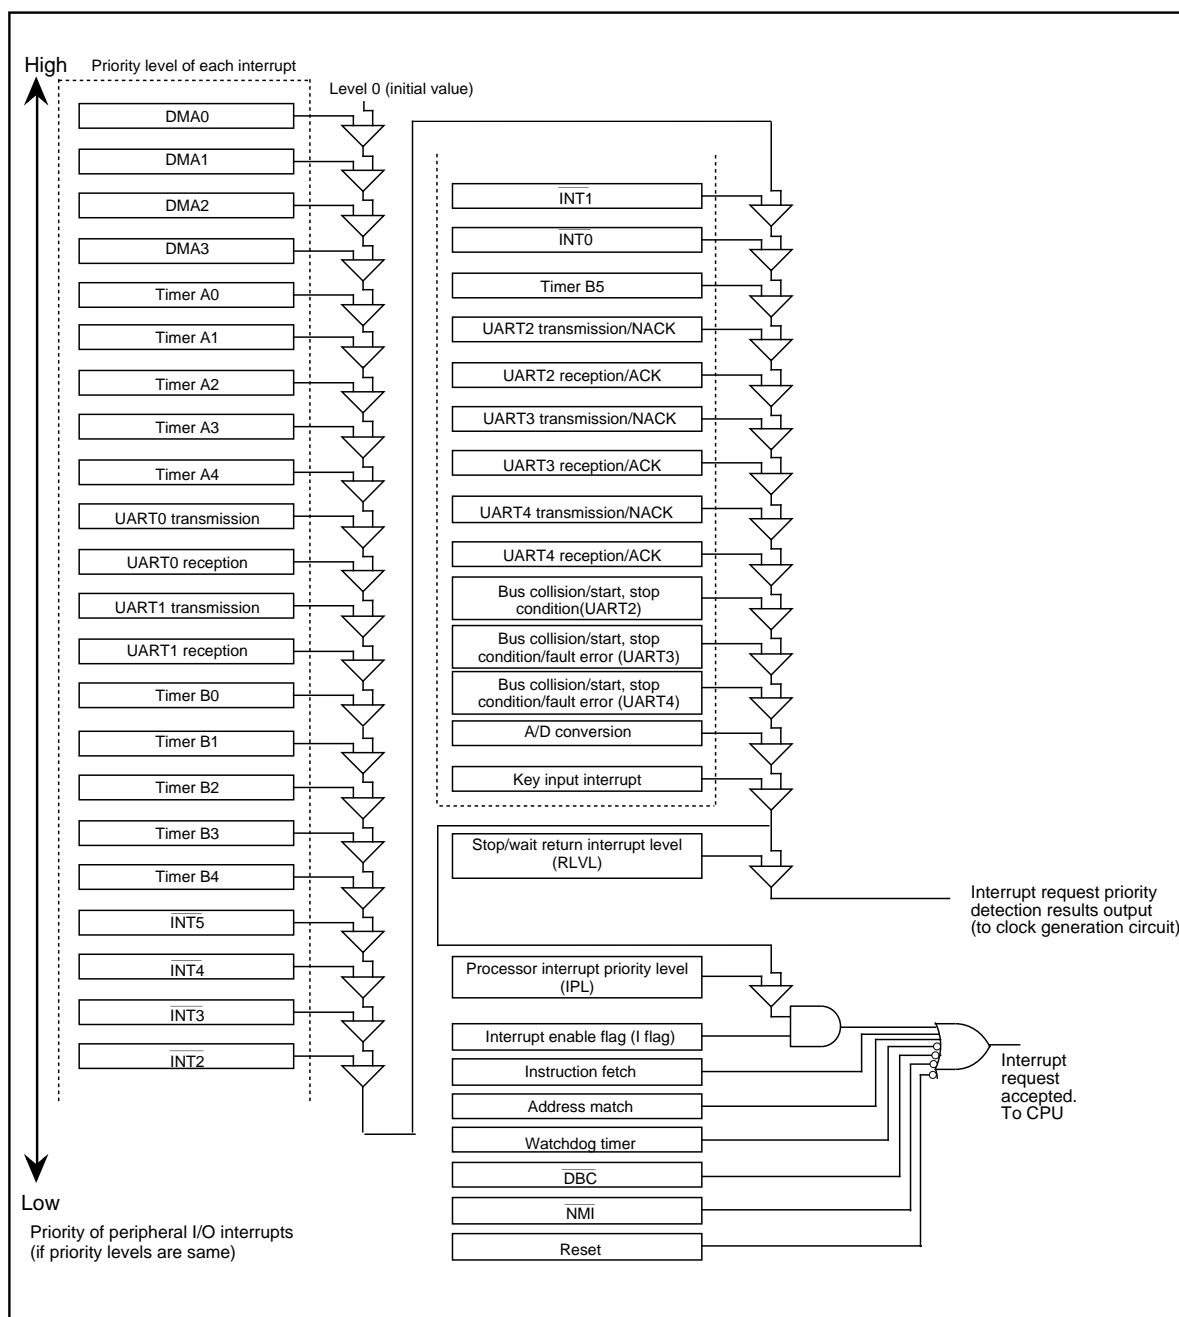 High
Priority level of each interrupt
Level 0 (initial value)
DMA0
DMA1
DMA2
DMA3
Timer A0
Timer A1
Timer A2
Timer A3
Timer A4
UART0 transmission
UART0 reception
UART1 transmission
UART1 reception
Timer B0
Timer B1
Timer B2
Timer B3
Timer B4
INT5
INT4
INT3
INT2
Low
Priority of peripheral I/O interrupts
(if priority levels are same)
INT1
INT0
Timer B5
UART2 transmission/NACK
UART2 reception/ACK
UART3 transmission/NACK
UART3 reception/ACK
UART4 transmission/NACK
UART4 reception/ACK
Bus collision/start, stop
condition(UART2)
Bus collision/start, stop
condition/fault error (UART3)
Bus collision/start, stop
condition/fault error (UART4)
A/D conversion
Key input interrupt
Stop/wait return interrupt level
(RLVL)
Interrupt request priority
detection results output
(to clock generation circuit)
Processor interrupt priority level
(IPL)
Interrupt enable flag (I flag)
Instruction fetch
Address match
Watchdog timer
DBC
NMI
Reset
Interrupt
request
accepted.
To CPU